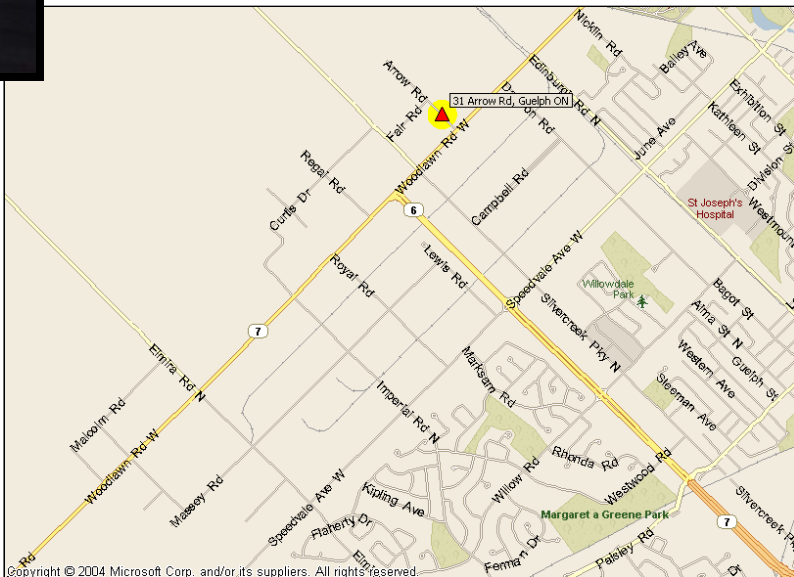 Nicklin Rd
Bailey Ave
Arrow Rd
Edinburgh Rd N
31 Arrow Rd, Guelph ON
Exhibition St
Fair Rd
Kathleen St
Woodlawn Rd W
June Ave
Division St
Regal Rd
Campbell Rd
St Joseph's
Hospital
Westmount
Curtis Dr
6
Lewis Rd
Speedvale Ave W
Royal Rd
Willowdale
Park
Bagot St
Silvercreek Pky N
Alma St N
7
Elmira Rd N
Marksam Rd
Western Ave
Guelph St
Sleeman Ave
Imperial Rd N
Malcolm Rd
Rhonda Rd
Woodlawn Rd W
Willow Rd
Westwood Rd
Massey Rd
Speedvale Ave W
Kipling Ave
Silvercreek
Flaherty Dr
Margaret a Greene Park
7
Ferman Dr
Paisley Rd
Dr
Rd
Copyright © 2004 Microsoft Corp. and/or its suppliers. All rights reserved.